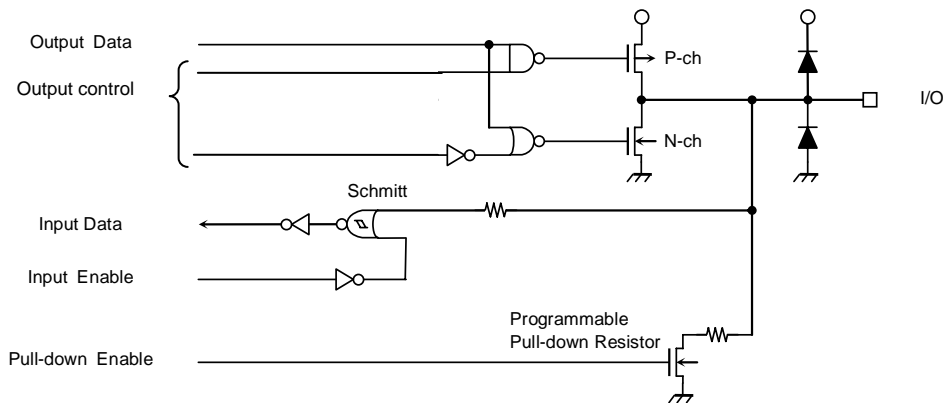 Output Data
Output control
P-ch
I/O
N-ch
Schmitt
Input Data
Input Enable
Programmable
Pull-down Resistor
Pull-down Enable